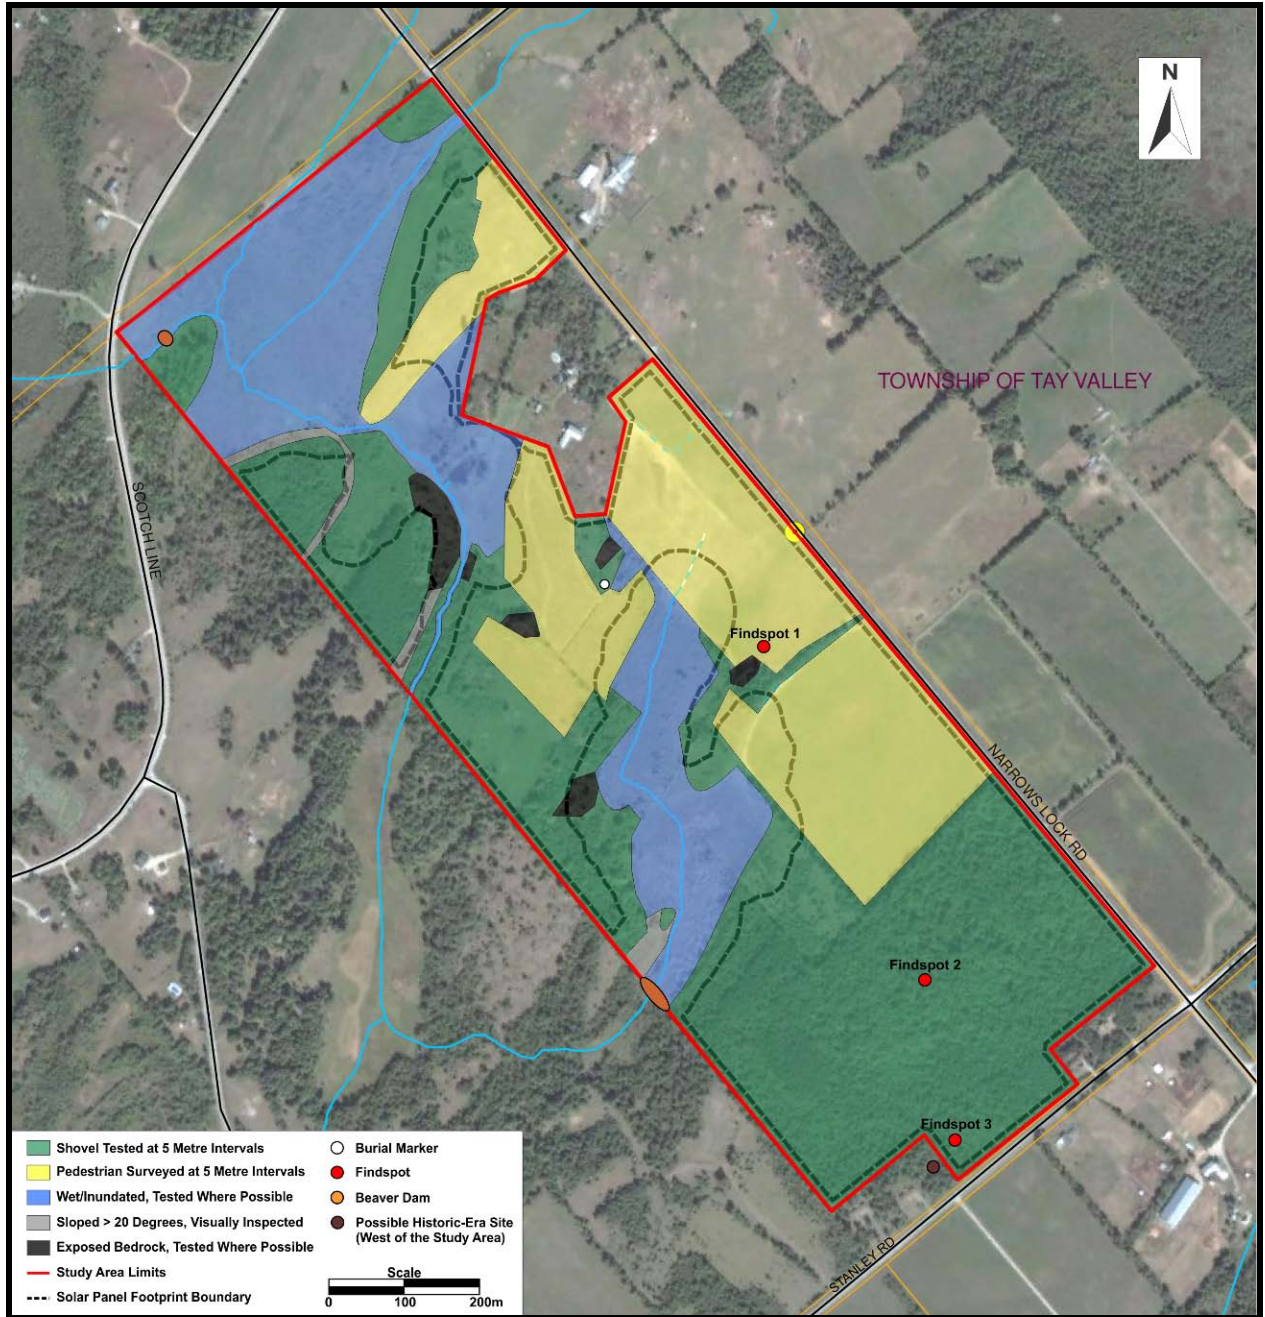 N
TOWNSHIP OF TAY VALLEY
SCOTCH LINE
Findspot 1
NARROWS LOCK RD
Findspot 2
Findspot 3
STANLEY RD
Shovel Tested at 5 Metre Intervals
Pedestrian Surveyed at 5 Metre Intervals
Wet/Inundated, Tested Where Possible
Sloped > 20 Degrees, Visually Inspected
Exposed Bedrock, Tested Where Possible
Study Area Limits
Solar Panel Footprint Boundary
Burial Marker
Findspot
Beaver Dam
Possible Historic-Era Site
(West of the Study Area)
Scale
0 100 200m